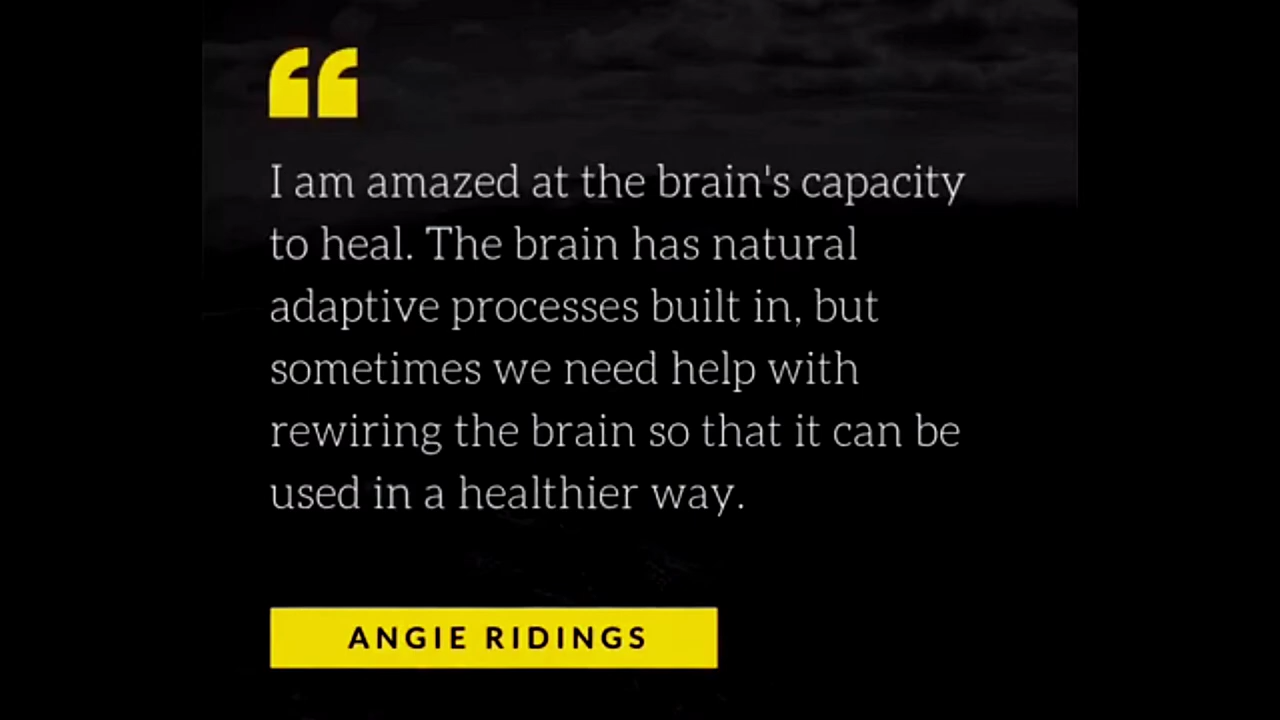 “
I am amazed at the brain's capacity
to heal. The brain has natural
adaptive processes built in, but
sometimes we need help with
rewiring the brain so that it can be
used in a healthier way.
ANGIE RIDINGS